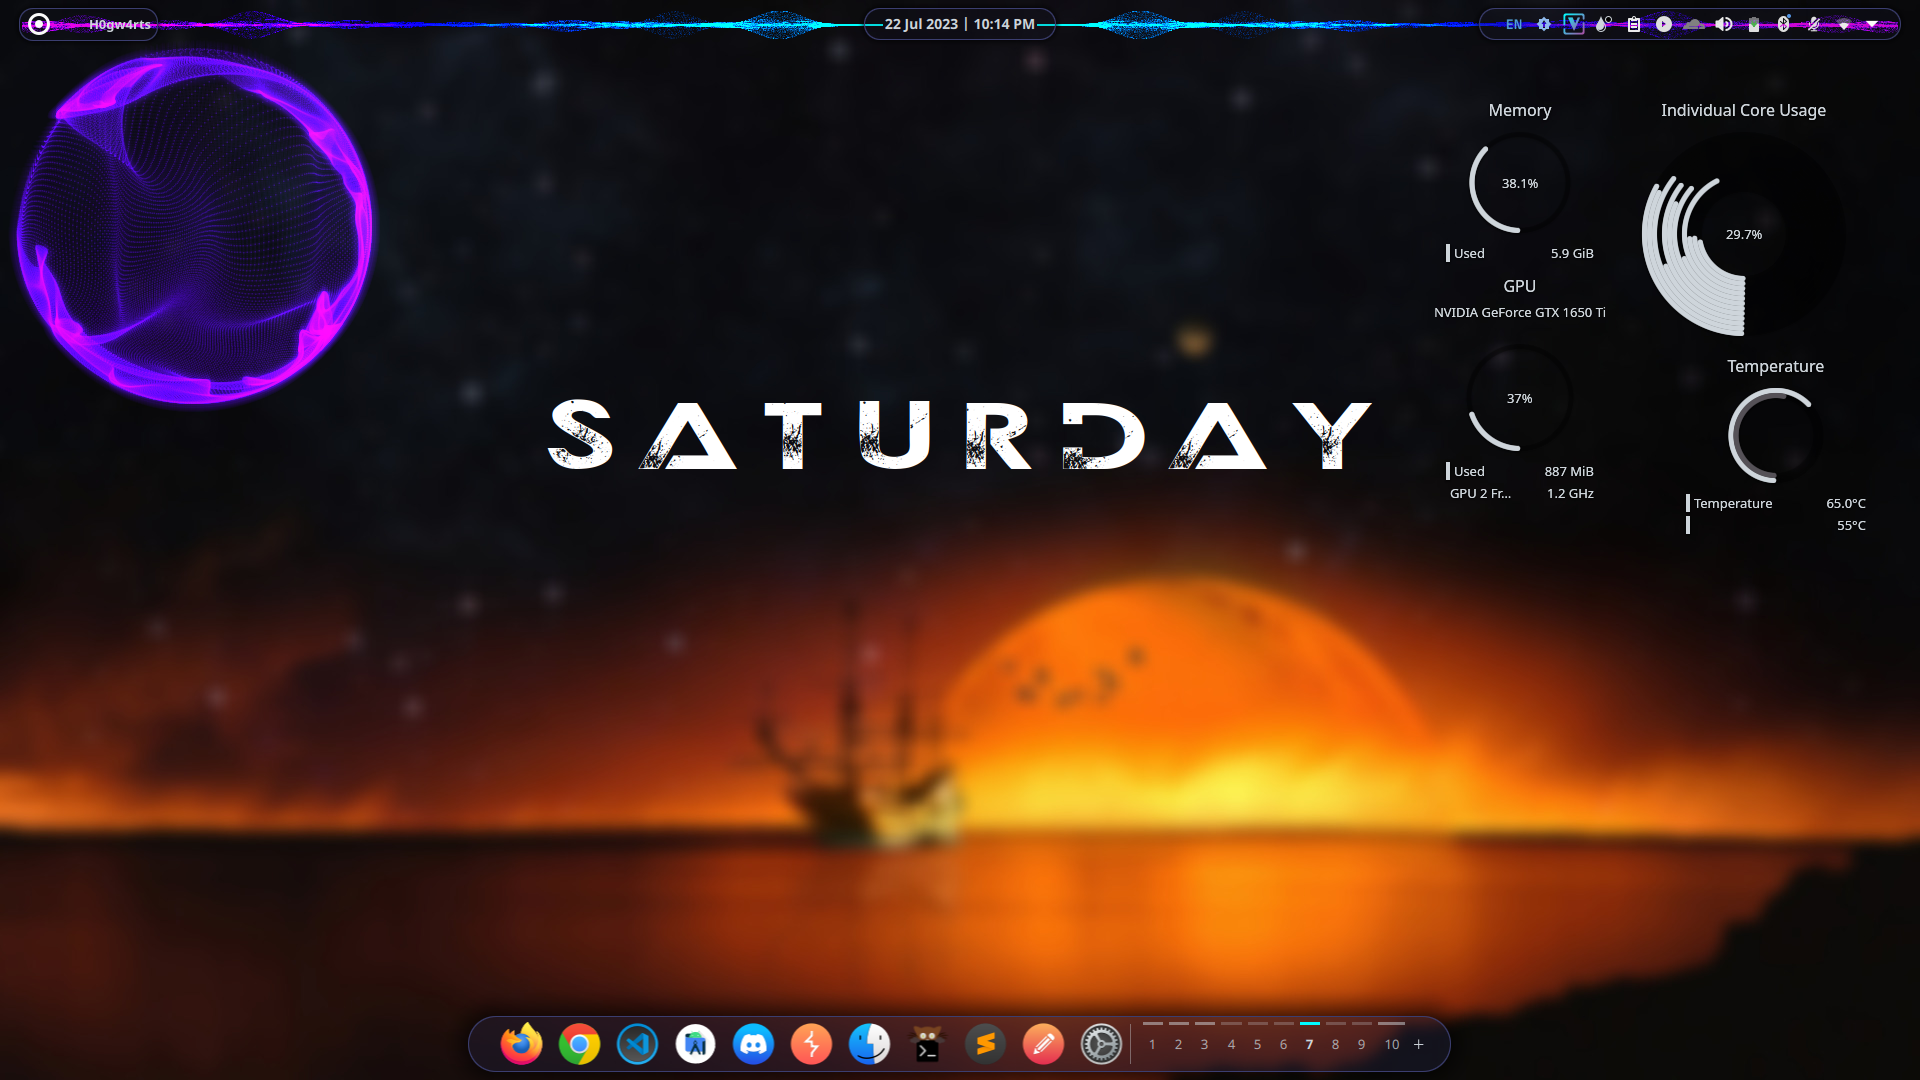 H0gw4rts
22 Jul 2023 | 10:14 PM
EN
V
Memory
38.1%
Used 5.9 GiB
GPU
NVIDIA GeForce GTX 1650 Ti
37%
Used 887 MiB
GPU 2 Fr... 1.2 GHz
Individual Core Usage
29.7%
Temperature
Temperature 65.0°C
55°C
SATURDAY
1 2 3 4 5 6 7 8 9 10 +